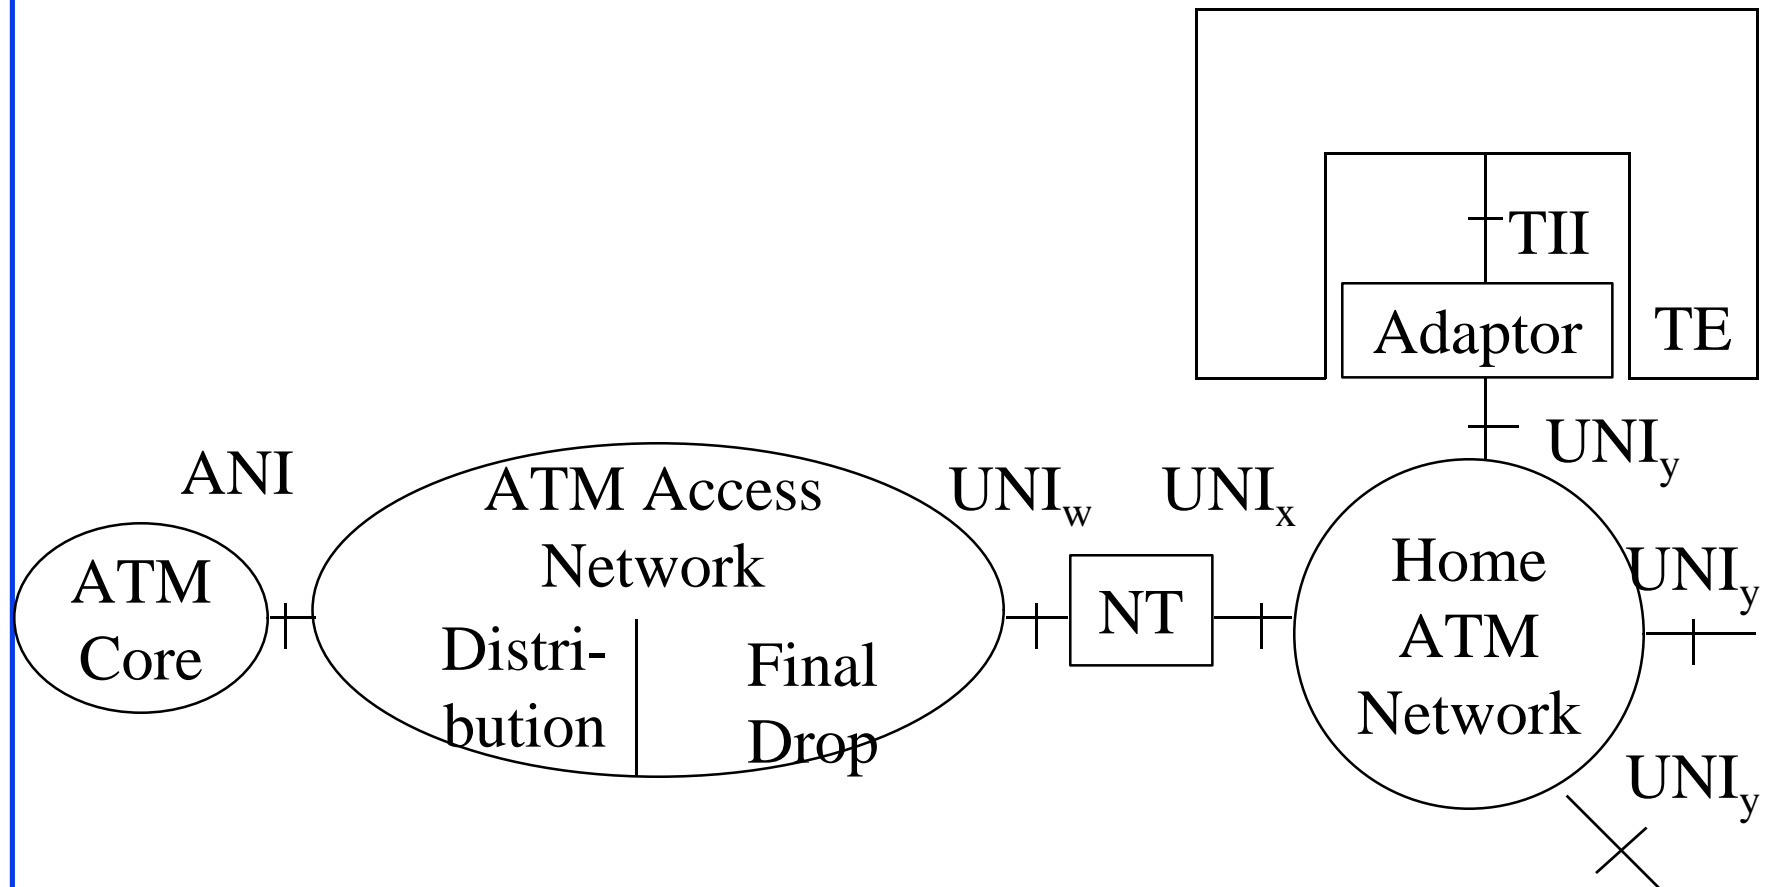 TII
Adaptor
TE
UNIy
ANI
ATM Access
Network
UNIw
UNIx
ATM
Core
Distri-
bution
Final
Drop
NT
Home
ATM
Network
UNIy
UNIy